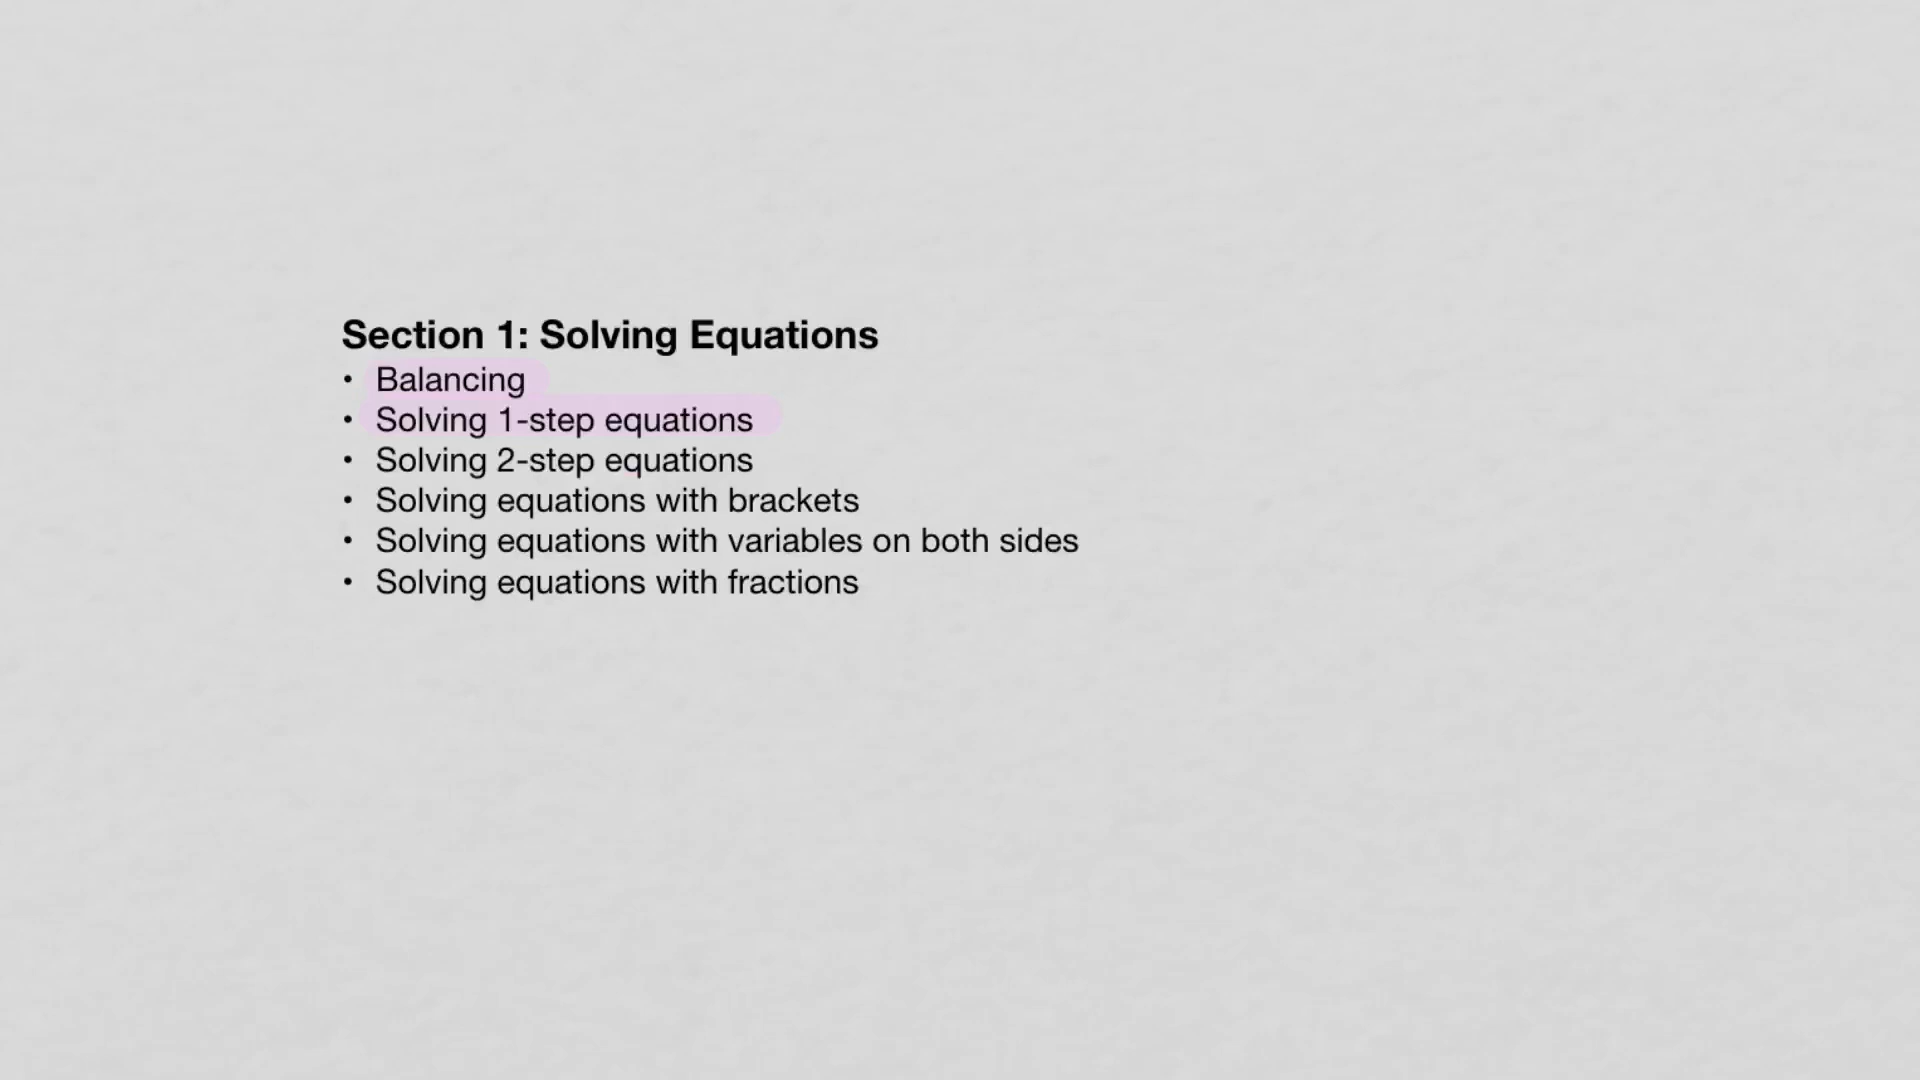 Section 1: Solving Equations
• Balancing
• Solving 1-step equations
• Solving 2-step equations
• Solving equations with brackets
• Solving equations with variables on both sides
• Solving equations with fractions